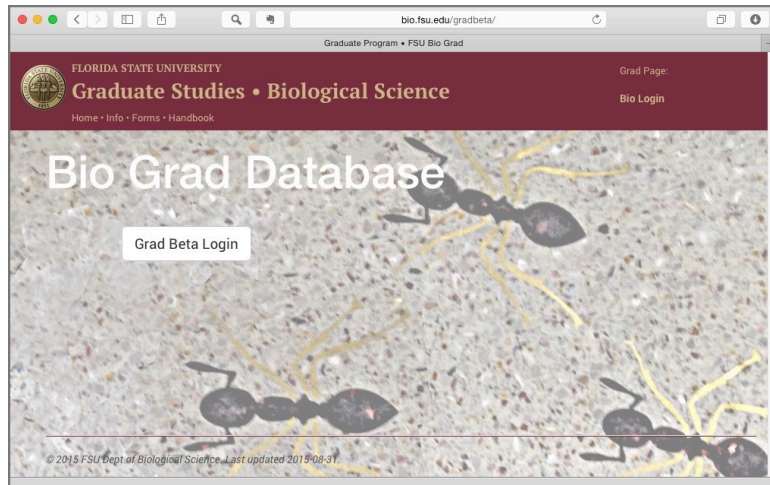 bio.fsu.edu/gradbeta/
Graduate Program • FSU Bio Grad
FLORIDA STATE UNIVERSITY
Graduate Studies • Biological Science
Home • Info • Forms • Handbook
Grad Page:
Bio Login
Bio Grad Database
Grad Beta Login
© 2015 FSU Dept of Biological Science. Last updated 2015-08-31.